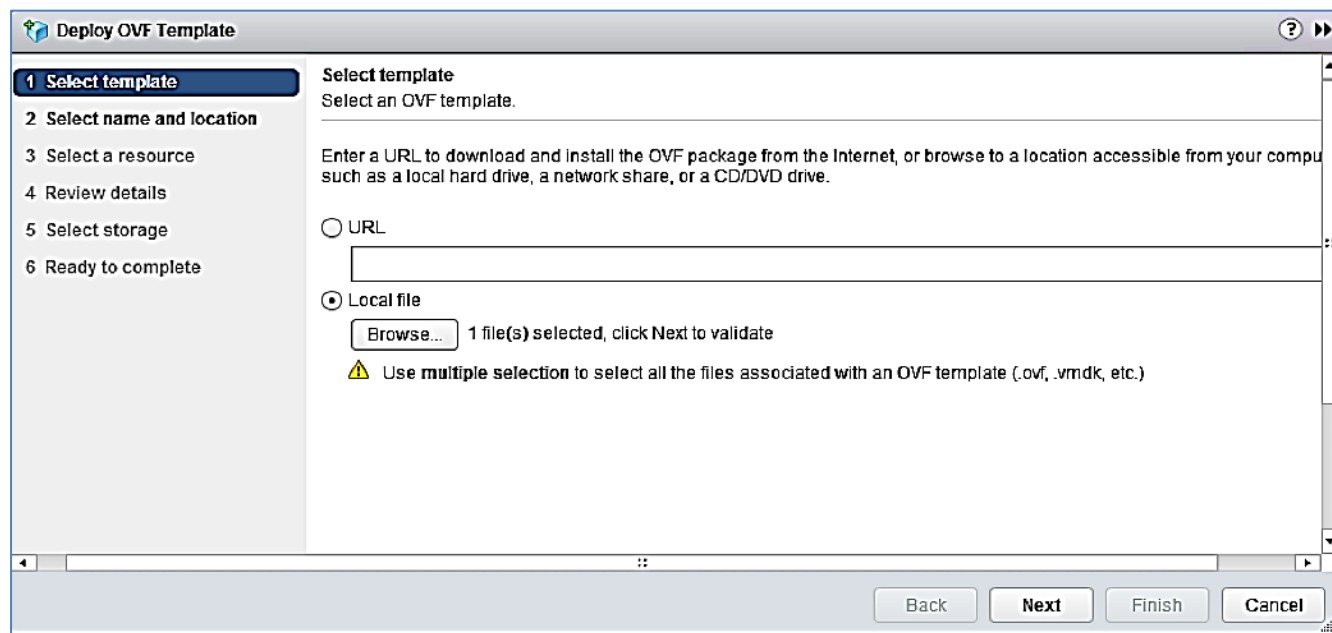 Deploy OVF Template
1 Select template
2 Select name and location
3 Select a resource
4 Review details
5 Select storage
6 Ready to complete
Select template
Select an OVF template.
Enter a URL to download and install the OVF package from the Internet, or browse to a location accessible from your compu
such as a local hard drive, a network share, or a CD/DVD drive.
URL
Local file
Browse... 1 file(s) selected, click Next to validate
Use multiple selection to select all the files associated with an OVF template (.ovf, .vmdk, etc.)
Back Next Finish Cancel